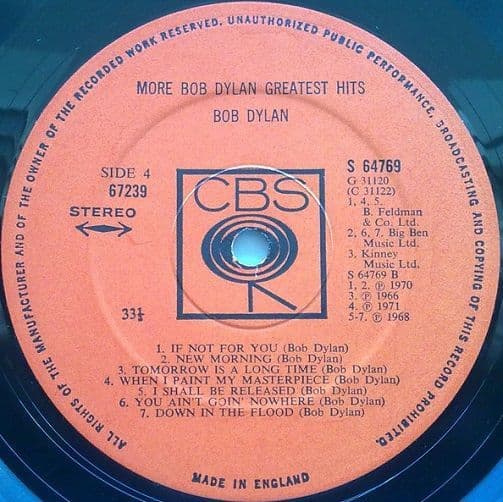 ALL RIGHTS OF THE MANUFACTURER AND OF THE OWNER OF THE RECORDED WORK RESERVED. UNAUTHORIZED PUBLIC PERFORMANCE, BROADCASTING AND COPYING OF THIS RECORD PROHIBITED.
MORE BOB DYLAN GREATEST HITS
BOB DYLAN
SIDE 4
67239
STEREO
33⅓
CBS
S 64769
G 31120
(C 31122)
1, 4, 5.
B. Feldman
& Co. Ltd.
2, 6, 7. Big Ben
Music Ltd.
3. Kinney
Music Ltd.
S 64769 B
1, 2. ℗ 1970
3. ℗ 1966
4. ℗ 1971
5-7. ℗ 1968
1. IF NOT FOR YOU (Bob Dylan)
2. NEW MORNING (Bob Dylan)
3. TOMORROW IS A LONG TIME (Bob Dylan)
4. WHEN I PAINT MY MASTERPIECE (Bob Dylan)
5. I SHALL BE RELEASED (Bob Dylan)
6. YOU AIN'T GOIN' NOWHERE (Bob Dylan)
7. DOWN IN THE FLOOD (Bob Dylan)
MADE IN ENGLAND